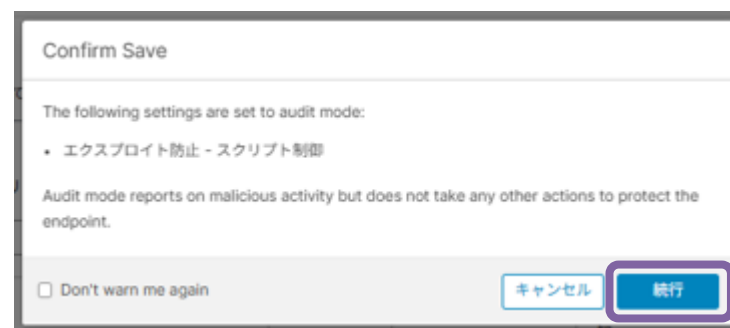 Confirm Save
The following settings are set to audit mode:
• エクスプロイト防止 - スクリプト制御
Audit mode reports on malicious activity but does not take any other actions to protect the
endpoint.
Don't warn me again
キャンセル
続行